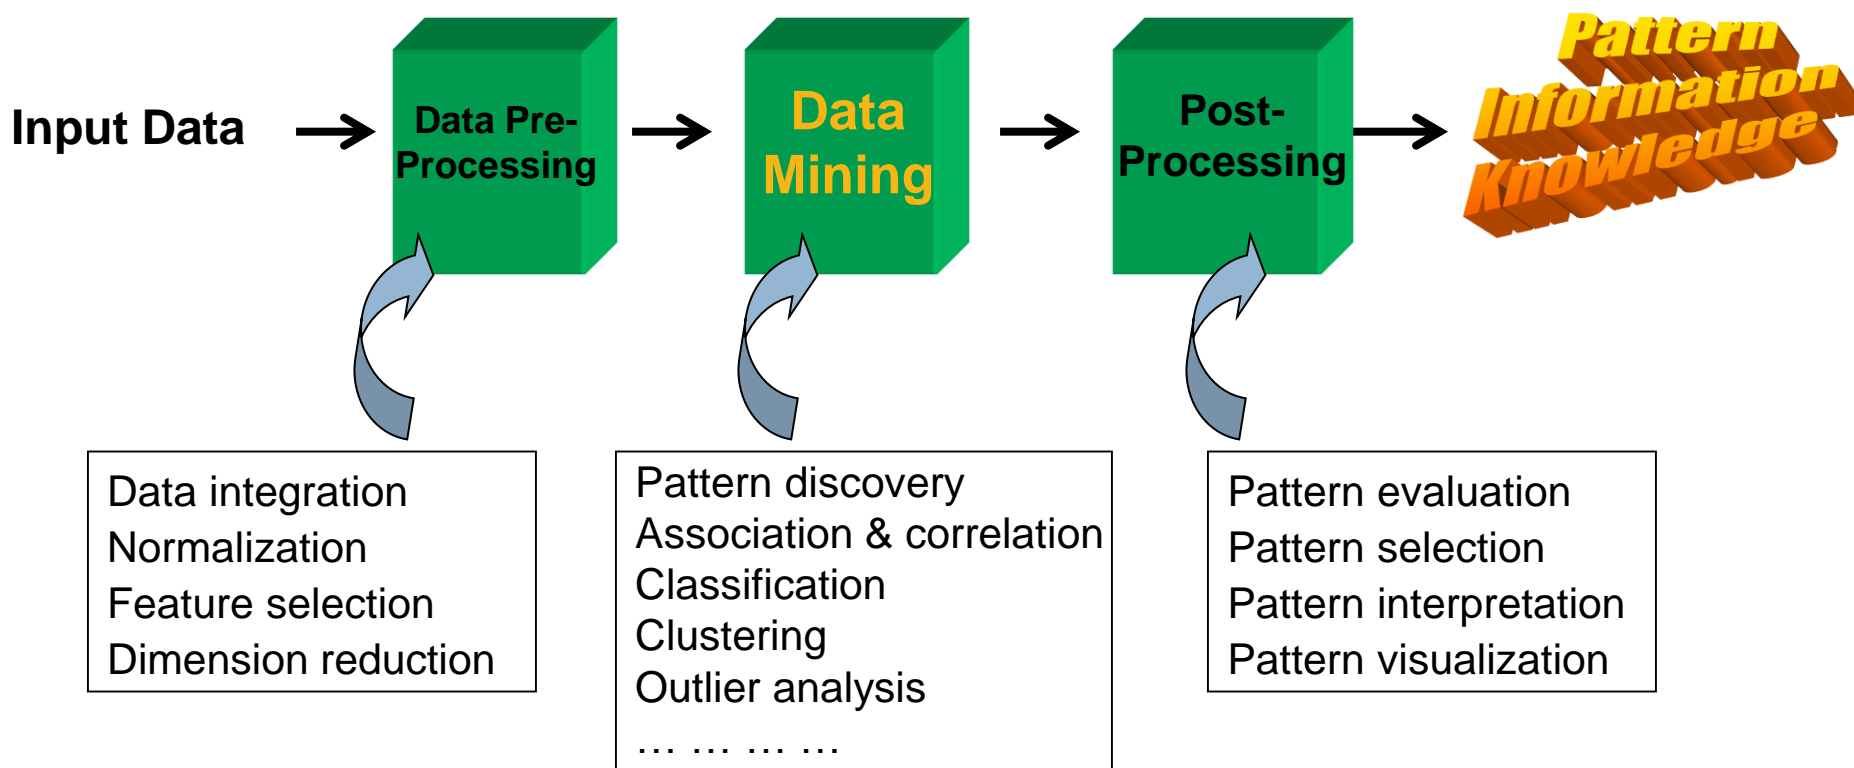 Input Data
Data Pre-
Processing
Data
Mining
Post-
Processing
Pattern
Information
Knowledge
Data integration
Normalization
Feature selection
Dimension reduction
Pattern discovery
Association & correlation
Classification
Clustering
Outlier analysis
… … … …
Pattern evaluation
Pattern selection
Pattern interpretation
Pattern visualization